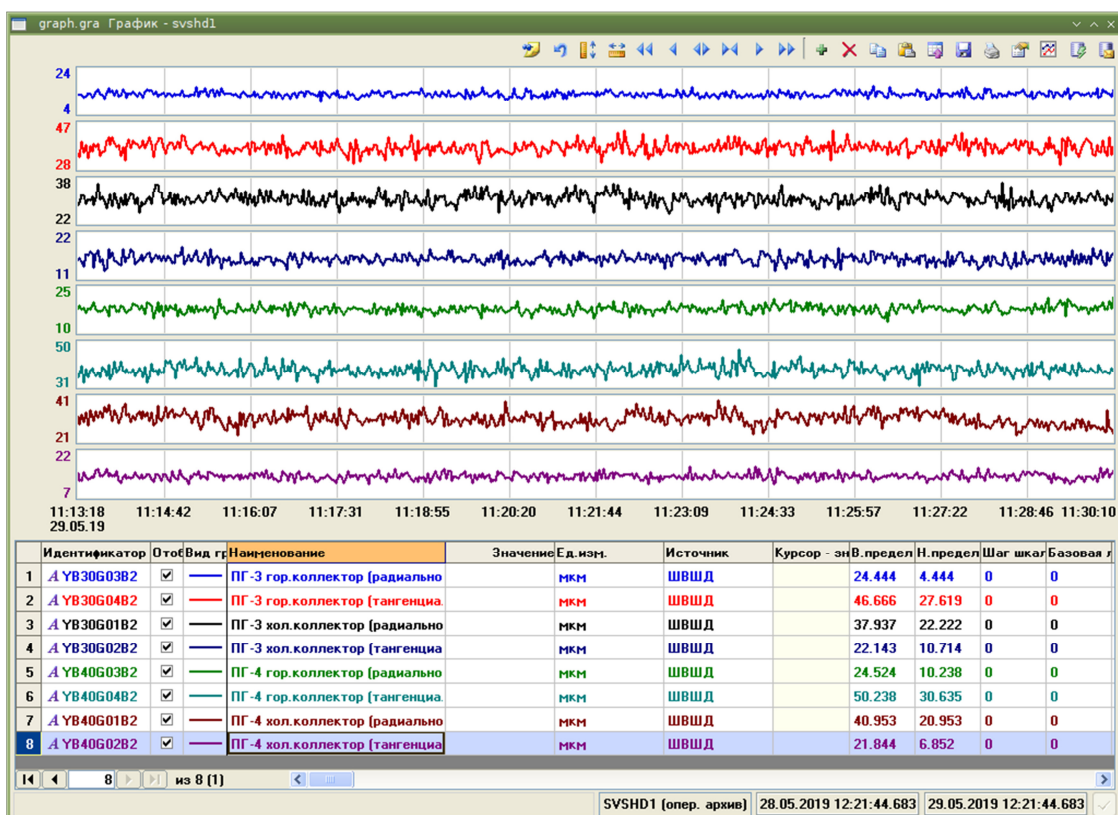 graph.gra График - svshd1
24
4
47
28
38
22
22
11
25
10
50
31
41
21
22
7
11:13:18 11:14:42 11:16:07 11:17:31 11:18:55 11:20:20 11:21:44 11:23:09 11:24:33 11:25:57 11:27:22 11:28:46 11:30:10
29.05.19
Идентификатор Отоб Вид гр Наименование Значение Ед.изм. Источник Курсор - зн В.предел Н.предел Шаг шкал Базовая л
1 A YB30G03B2 ПГ-3 гор.коллектор (радиально мкм ШВШД 24.444 4.444 0 0
2 A YB30G04B2 ПГ-3 гор.коллектор (тангенциа. мкм ШВШД 46.666 27.619 0 0
3 A YB30G01B2 ПГ-3 хол.коллектор (радиально мкм ШВШД 37.937 22.222 0 0
4 A YB30G02B2 ПГ-3 хол.коллектор (тангенциа мкм ШВШД 22.143 10.714 0 0
5 A YB40G03B2 ПГ-4 гор.коллектор (радиально мкм ШВШД 24.524 10.238 0 0
6 A YB40G04B2 ПГ-4 гор.коллектор (тангенциа. мкм ШВШД 50.238 30.635 0 0
7 A YB40G01B2 ПГ-4 хол.коллектор (радиально мкм ШВШД 40.953 20.953 0 0
8 A YB40G02B2 ПГ-4 хол.коллектор (тангенциа мкм ШВШД 21.844 6.852 0 0
8 из 8 (1)
SVSHD1 (опер. архив) 28.05.2019 12:21:44.683 29.05.2019 12:21:44.683